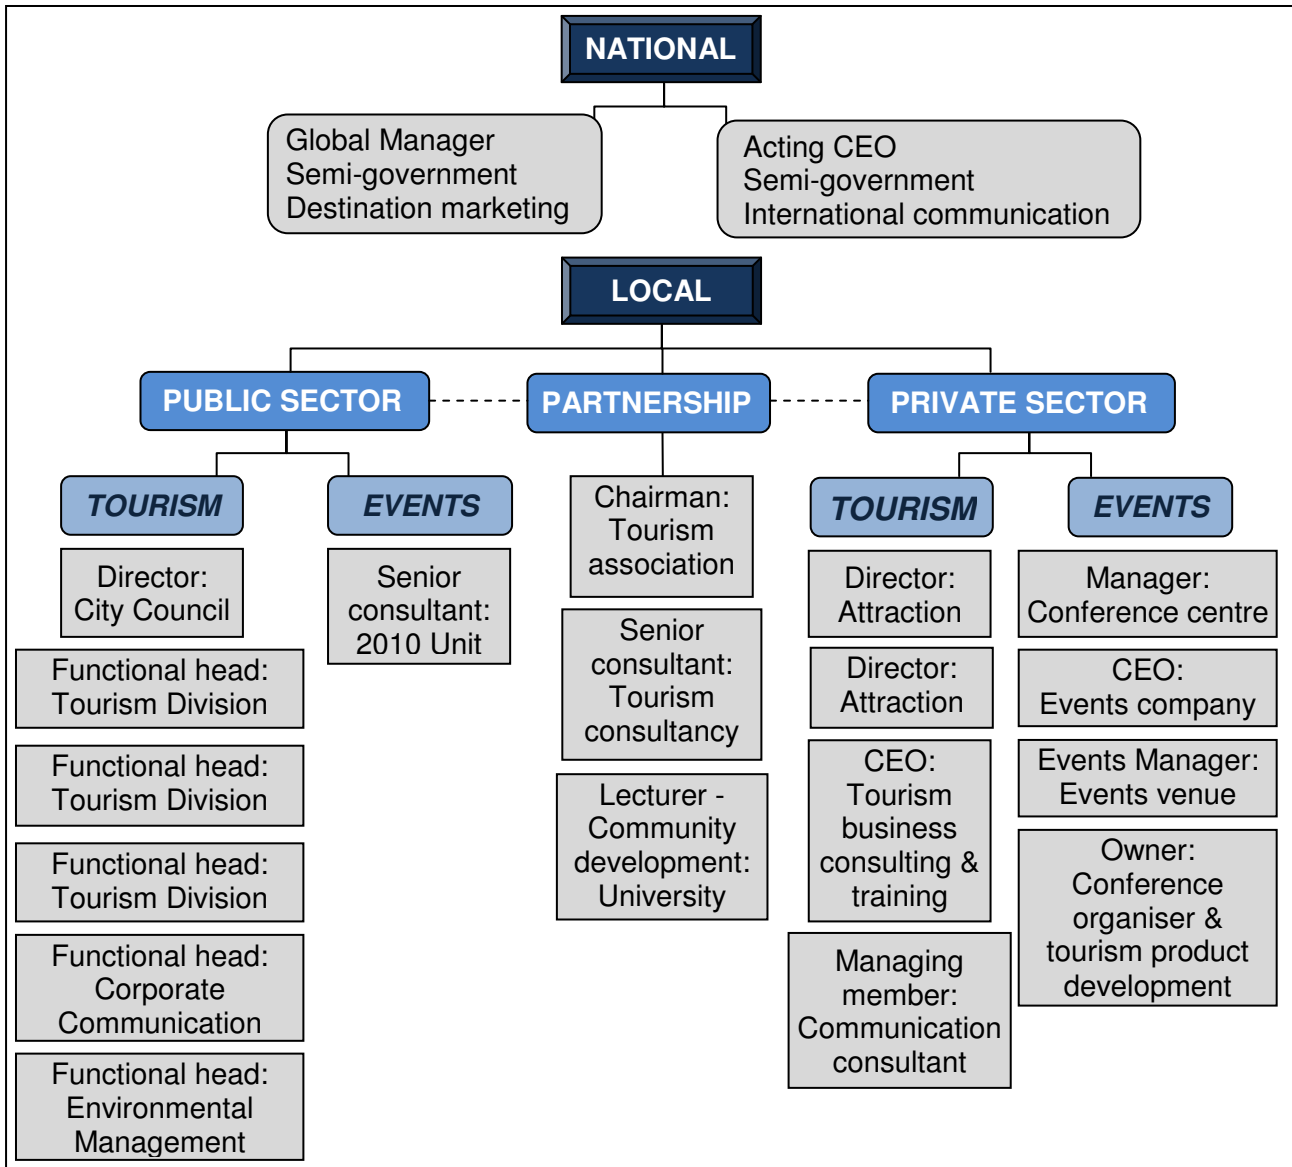 NATIONAL
Global Manager
Semi-government
Destination marketing
Acting CEO
Semi-government
International communication
LOCAL
PUBLIC SECTOR
PARTNERSHIP
PRIVATE SECTOR
TOURISM
EVENTS
Director:
City Council
Functional head:
Tourism Division
Functional head:
Tourism Division
Functional head:
Tourism Division
Functional head:
Corporate
Communication
Functional head:
Environmental
Management
Senior
consultant:
2010 Unit
Chairman:
Tourism
association
Senior
consultant:
Tourism
consultancy
Lecturer -
Community
development:
University
TOURISM
EVENTS
Director:
Attraction
Director:
Attraction
CEO:
Tourism
business
consulting &
training
Managing
member:
Communication
consultant
Manager:
Conference centre
CEO:
Events company
Events Manager:
Events venue
Owner:
Conference
organiser &
tourism product
development